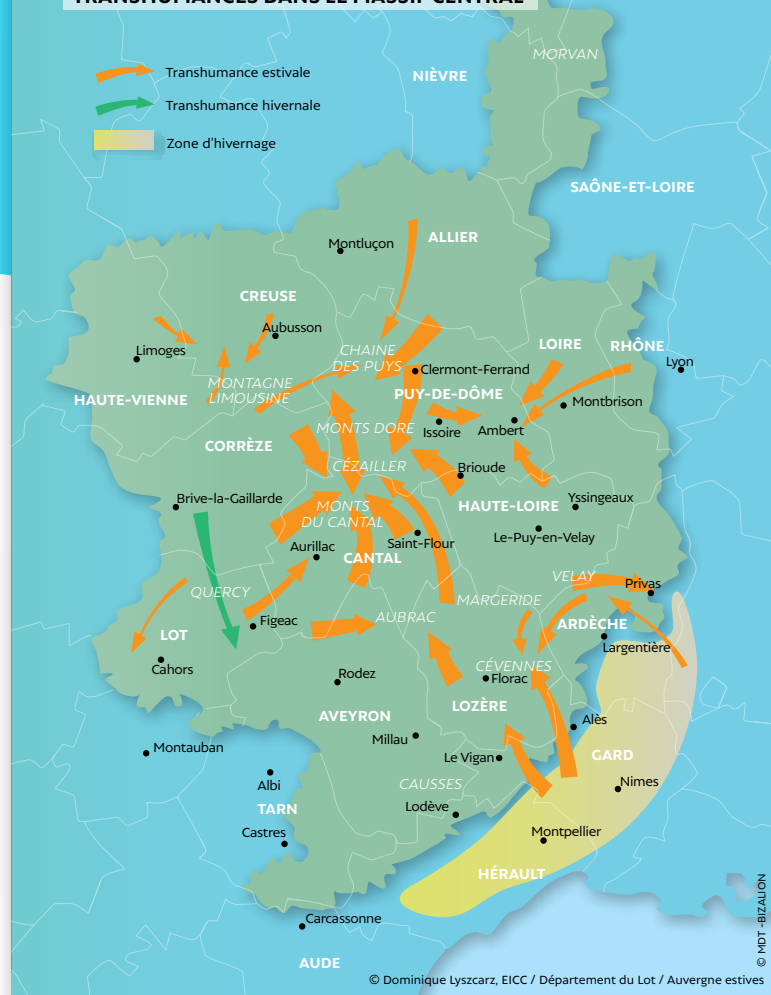 TRANSHUMANCES DANS LE MASSIF CENTRAL
Transhumance estivale
Transhumance hivernale
Zone d'hivernage
MORVAN
NIÈVRE
SAÔNE-ET-LOIRE
Montluçon
ALLIER
CREUSE
Aubusson
Limoges
CHAINE
DES PUYS
Clermont-Ferrand
LOIRE
RHÔNE
Lyon
HAUTE-VIENNE
MONTAGNE
LIMOUSINE
PUY-DE-DÔME
Montbrison
MONTS DORE
Issoire
Ambert
CORRÈZE
CÉZAILLER
Brioude
Brive-la-Gaillarde
MONTS
DU CANTAL
HAUTE-LOIRE
Yssingeaux
Aurillac
Saint-Flour
Le-Puy-en-Velay
CANTAL
VELAY
Privas
QUERCY
MARGERIDE
Figeac
AUBRAC
ARDÈCHE
LOT
Largentière
Cahors
CÉVENNES
Rodez
Florac
LOZÈRE
AVEYRON
Alès
Millau
Montauban
Le Vigan
GARD
Albi
CAUSSES
Nimes
TARN
Lodève
Castres
Montpellier
HÉRAULT
Carcassonne
AUDE
© MDT - BIZALION
© Dominique Lyszcarz, EICC / Département du Lot / Auvergne estives